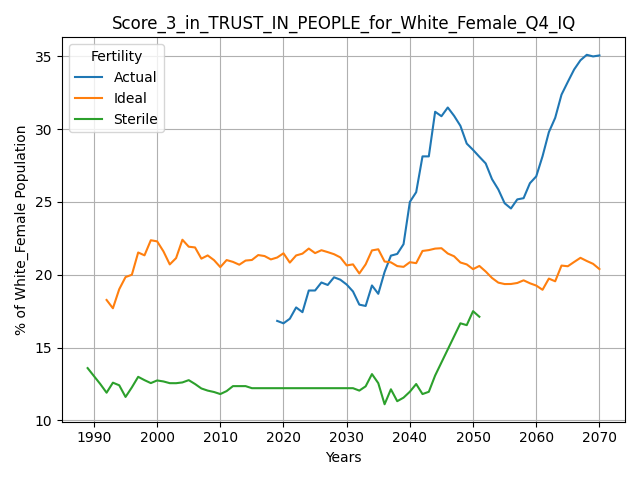 Score_3_in_TRUST_IN_PEOPLE_for_White_Female_Q4_IQ
Fertility
Actual
Ideal
Sterile
% of White_Female Population
35
30
25
20
15
10
1990 2000 2010 2020 2030 2040 2050 2060 2070
Years